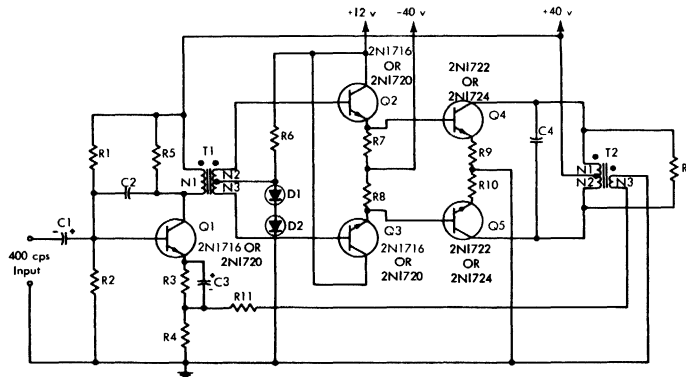 +12 v
−40 v
+40 v
2N1716
OR
2N1720
Q2
2N1722
OR
2N1724
Q4
R1
R5
T1
N1
N2
N3
R6
R7
R9
C4
T2
N1
N2
N3
R
C2
D1
R8
R10
C1
− +
400 cps
Input
Q1
2N1716 OR
2N1720
D2
Q3
2N1716
OR
2N1720
Q5
2N1722
OR
2N1724
R2
R3
+
C3
−
R11
R4